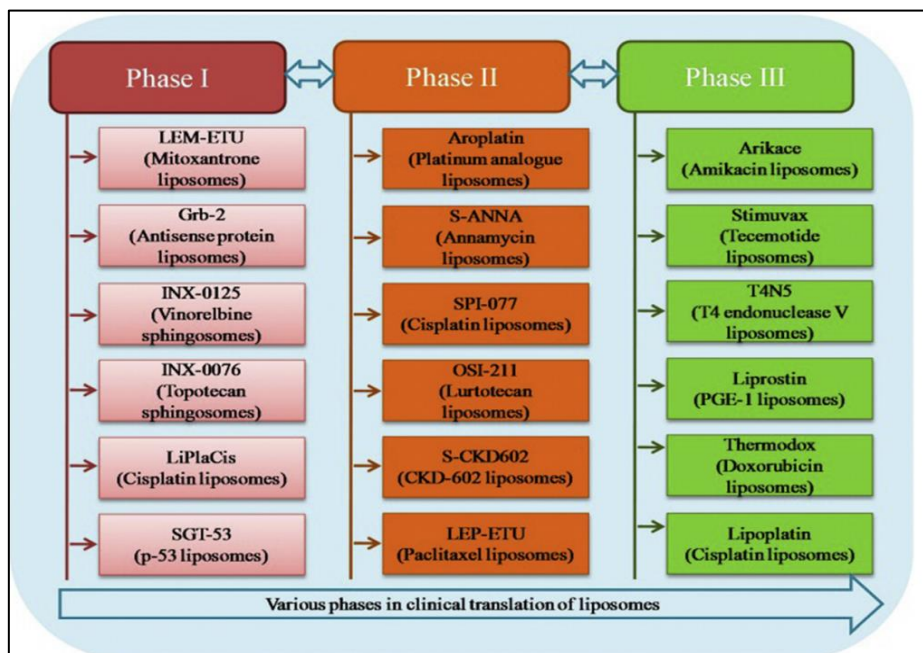 Phase I
Phase II
Phase III
LEM-ETU
(Mitoxantrone
liposomes)
Grb-2
(Antisense protein
liposomes)
INX-0125
(Vinorelbine
sphingosomes)
INX-0076
(Topotecan
sphingosomes)
LiPlaCis
(Cisplatin liposomes)
SGT-53
(p-53 liposomes)
Aroplatin
(Platinum analogue
liposomes)
S-ANNA
(Annamycin
liposomes)
SPI-077
(Cisplatin liposomes)
OSI-211
(Lurtotecan
liposomes)
S-CKD602
(CKD-602 liposomes)
LEP-ETU
(Paclitaxel liposomes)
Arikace
(Amikacin liposomes)
Stimuvax
(Tecemotide
liposomes)
T4N5
(T4 endonuclease V
liposomes)
Liprostin
(PGE-1 liposomes)
Thermodox
(Doxorubicin
liposomes)
Lipoplatin
(Cisplatin liposomes)
Various phases in clinical translation of liposomes